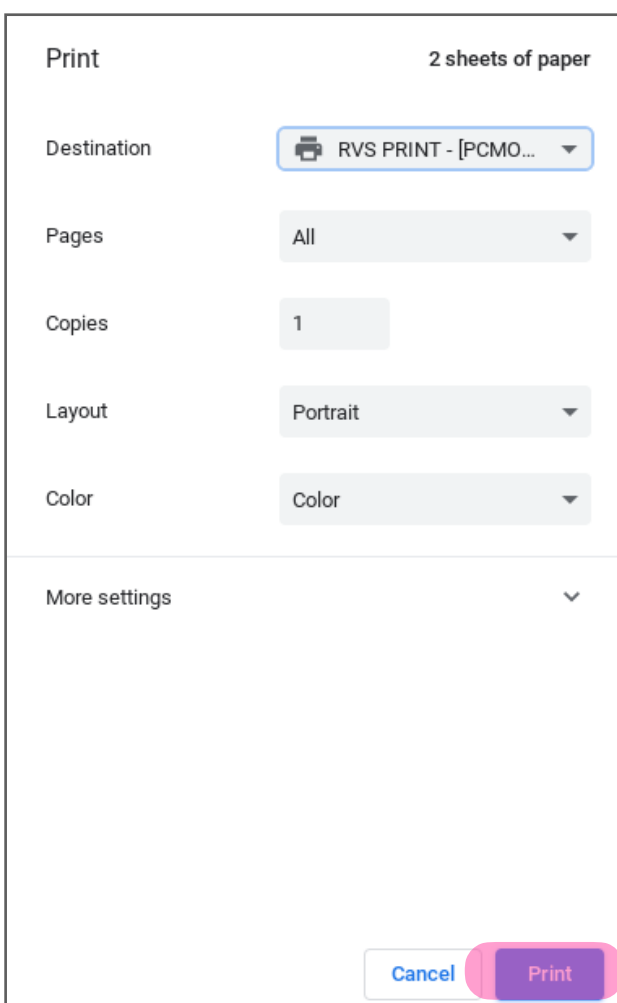 Print 2 sheets of paper
Destination RVS PRINT - [PCMO...
Pages All
Copies 1
Layout Portrait
Color Color
More settings
Cancel Print